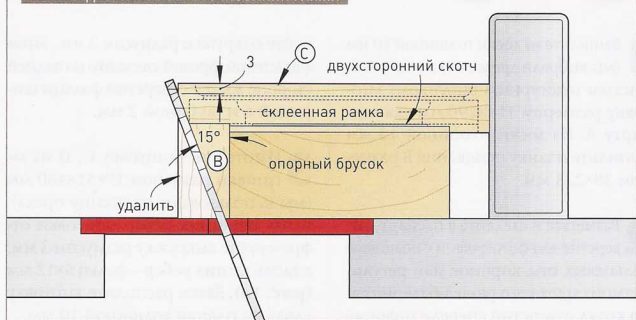 3
C
двухсторонний скотч
склеенная рамка
15°
B
опорный брусок
удалить